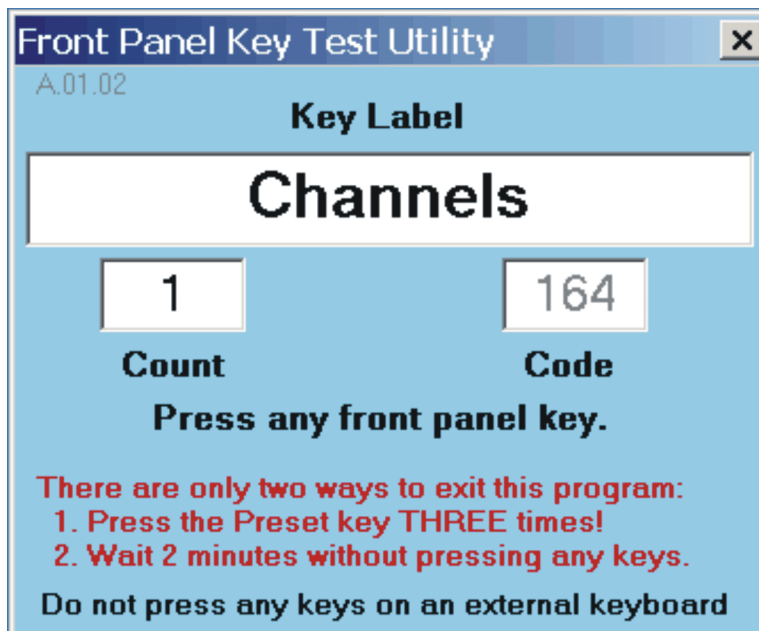 Front Panel Key Test Utility
A.01.02
Key Label
Channels
1 164
Count Code
Press any front panel key.
There are only two ways to exit this program:
1. Press the Preset key THREE times!
2. Wait 2 minutes without pressing any keys.
Do not press any keys on an external keyboard